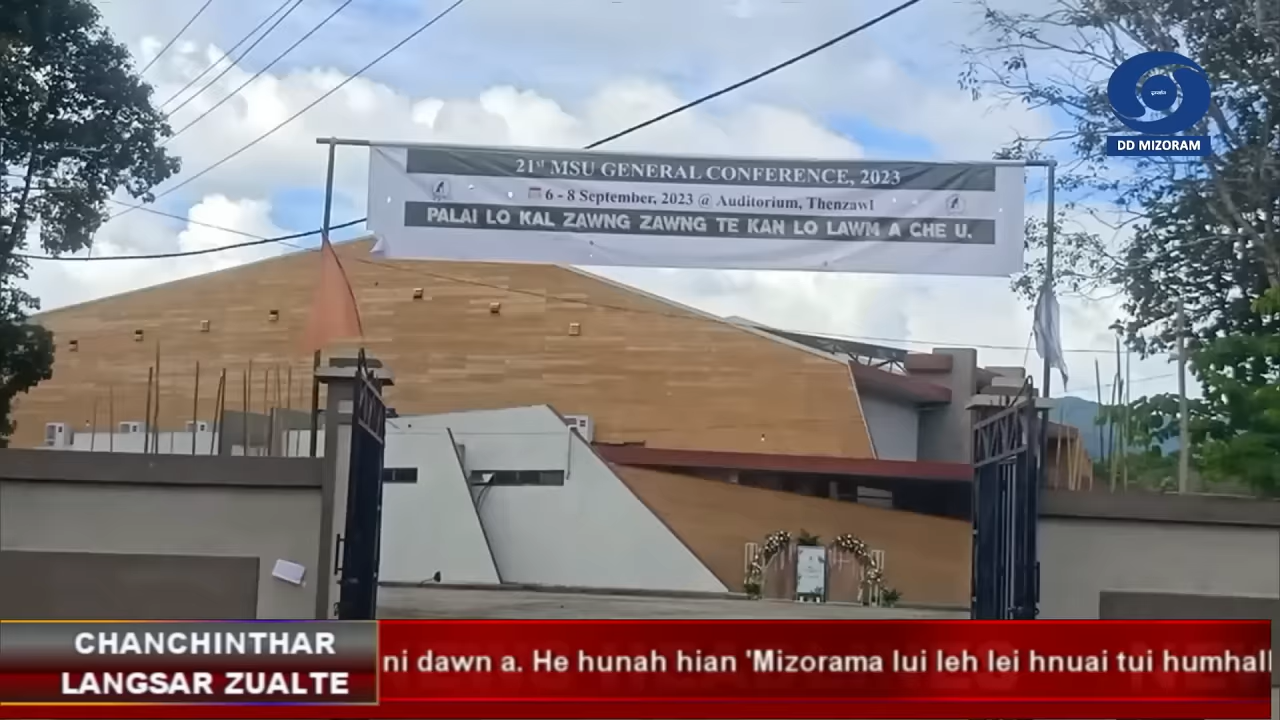 DD MIZORAM
21st MSU GENERAL CONFERENCE, 2023
6 - 8 September, 2023 @ Auditorium, Thenzawl
PALAI LO KAL ZAWNG ZAWNG TE KAN LO LAWM A CHE U.
CHANCHINTHAR
LANGSAR ZUALTE
ni dawn a. He hunah hian 'Mizorama lui leh lei hnuai tui humhal